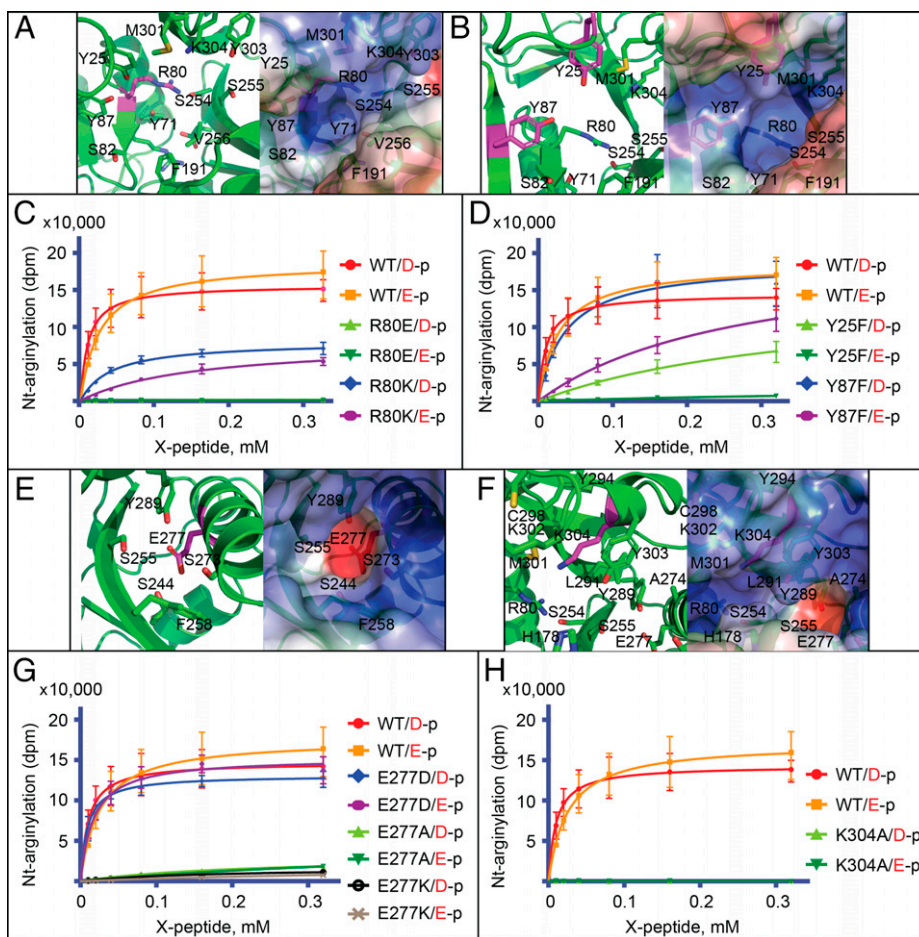 A
M301
K304
Y303
Y25
R80
S255
S254
Y87
Y71
V256
S82
F191
M301
K304
Y303
R80
S255
S254
Y87
Y71
S82
V256
F191
B
Y25
M301
K304
Y87
R80
S255
S254
S82
Y71
F191
Y25
M301
K304
Y87
R80
S255
S254
S82
Y71
F191
C
×10,000
Nt-arginylation (dpm)
20
15
10
5
0
0.1
0.2
0.3
X-peptide, mM
WT/D-p
WT/E-p
R80E/D-p
R80E/E-p
R80K/D-p
R80K/E-p
D
×10,000
Nt-arginylation (dpm)
20
15
10
5
0
0.1
0.2
0.3
X-peptide, mM
WT/D-p
WT/E-p
Y25F/D-p
Y25F/E-p
Y87F/D-p
Y87F/E-p
E
Y289
E277
S255
S273
S244
F258
Y289
E277
S255
S273
S244
F258
F
Y294
C298
K302
K304
Y303
M301
L291
A274
Y289
R80
S254
S255
H178
E277
Y294
C298
K302
K304
Y303
M301
L291
A274
Y289
R80
S254
S255
H178
E277
G
×10,000
Nt-arginylation (dpm)
20
15
10
5
0
0.1
0.2
0.3
X-peptide, mM
WT/D-p
WT/E-p
E277D/D-p
E277D/E-p
E277A/D-p
E277A/E-p
E277K/D-p
E277K/E-p
H
×10,000
Nt-arginylation (dpm)
20
15
10
5
0
0.1
0.2
0.3
X-peptide, mM
WT/D-p
WT/E-p
K304A/D-p
K304A/E-p